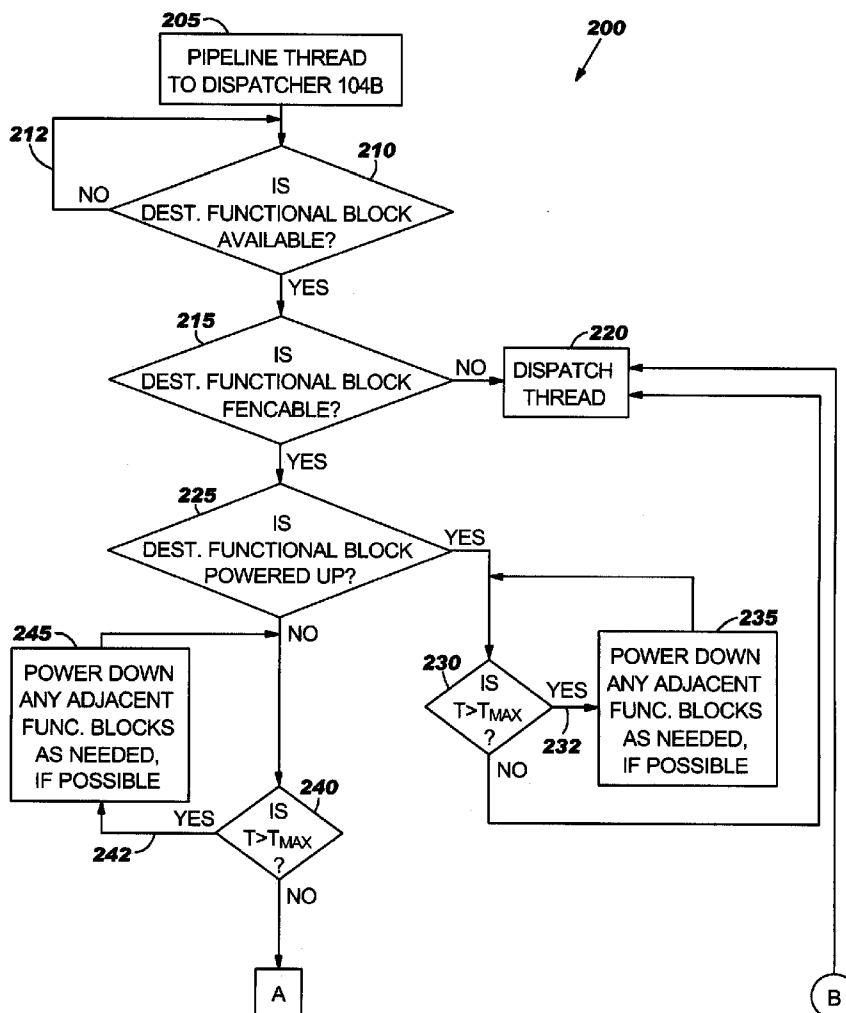 205
200
PIPELINE THREAD
TO DISPATCHER 104B
212
210
NO
IS
DEST. FUNCTIONAL BLOCK
AVAILABLE?
YES
215
220
IS
DEST. FUNCTIONAL BLOCK
FENCABLE?
NO
DISPATCH
THREAD
YES
225
IS
DEST. FUNCTIONAL BLOCK
POWERED UP?
YES
245
NO
235
POWER DOWN
ANY ADJACENT
FUNC. BLOCKS
AS NEEDED,
IF POSSIBLE
230
IS
T>TMAX
?
YES
232
NO
POWER DOWN
ANY ADJACENT
FUNC. BLOCKS
AS NEEDED,
IF POSSIBLE
240
YES
242
IS
T>TMAX
?
NO
A
B